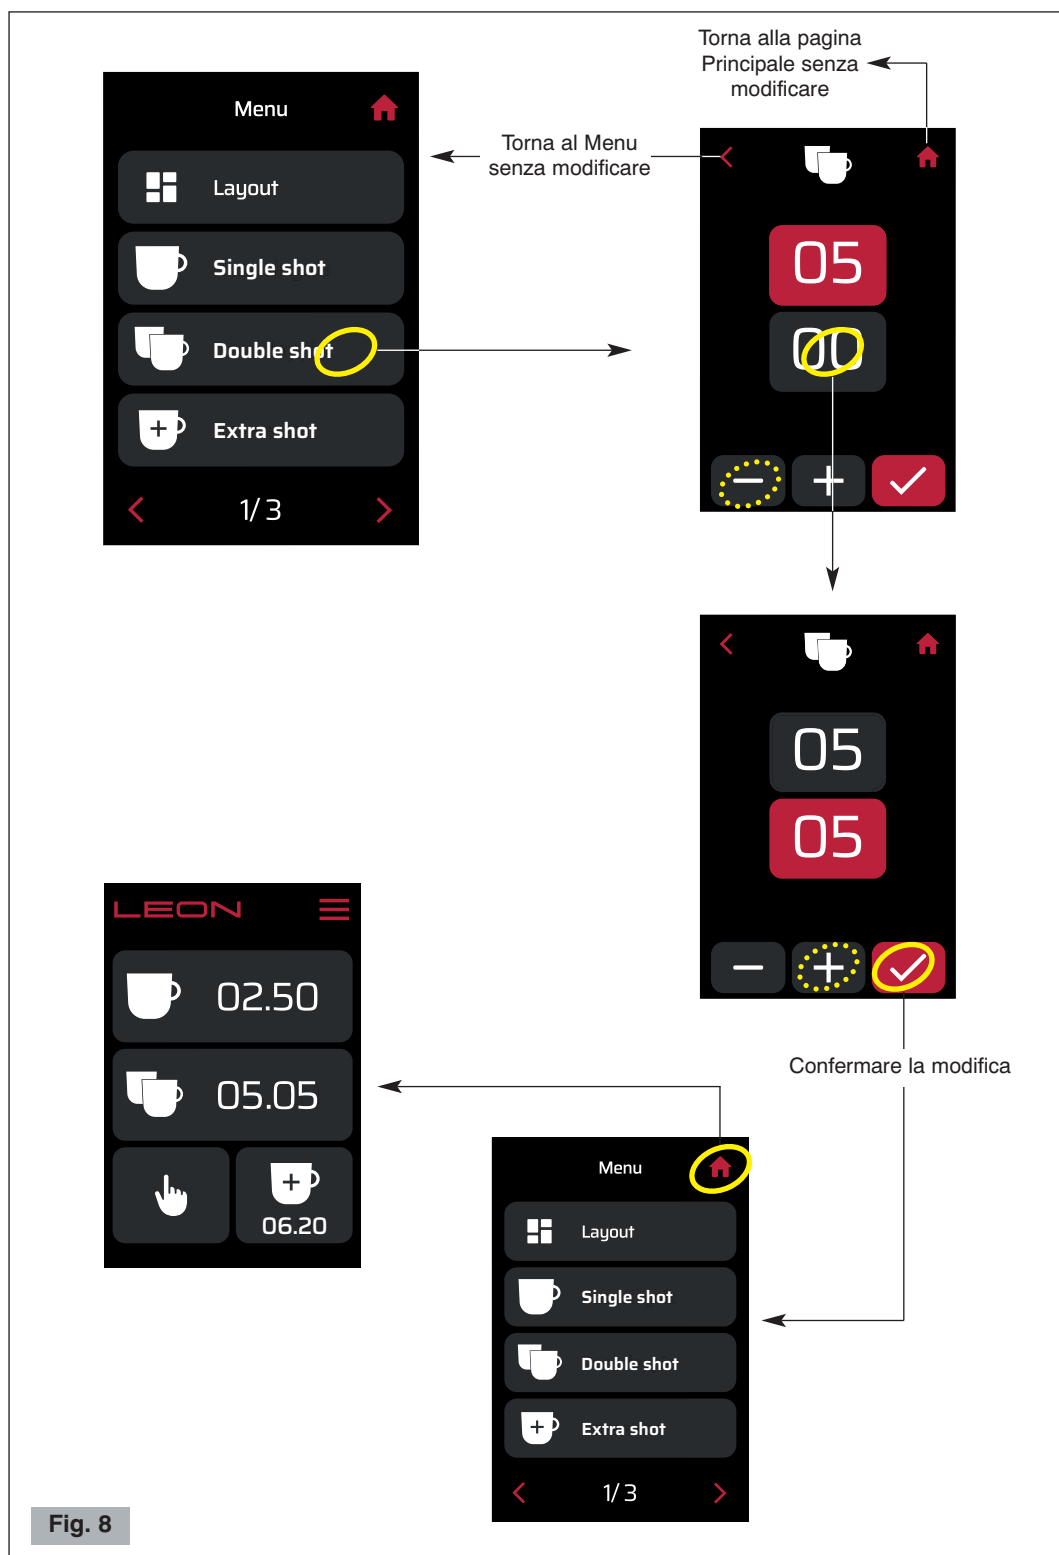 Torna alla pagina
Principale senza
modificare
Menu
Layout
Single shot
Double shot
Extra shot
1/3
Torna al Menu
senza modificare
05
00
05
05
Confermare la modifica
LEON
02.50
05.05
06.20
Menu
Layout
Single shot
Double shot
Extra shot
1/3
Fig. 8